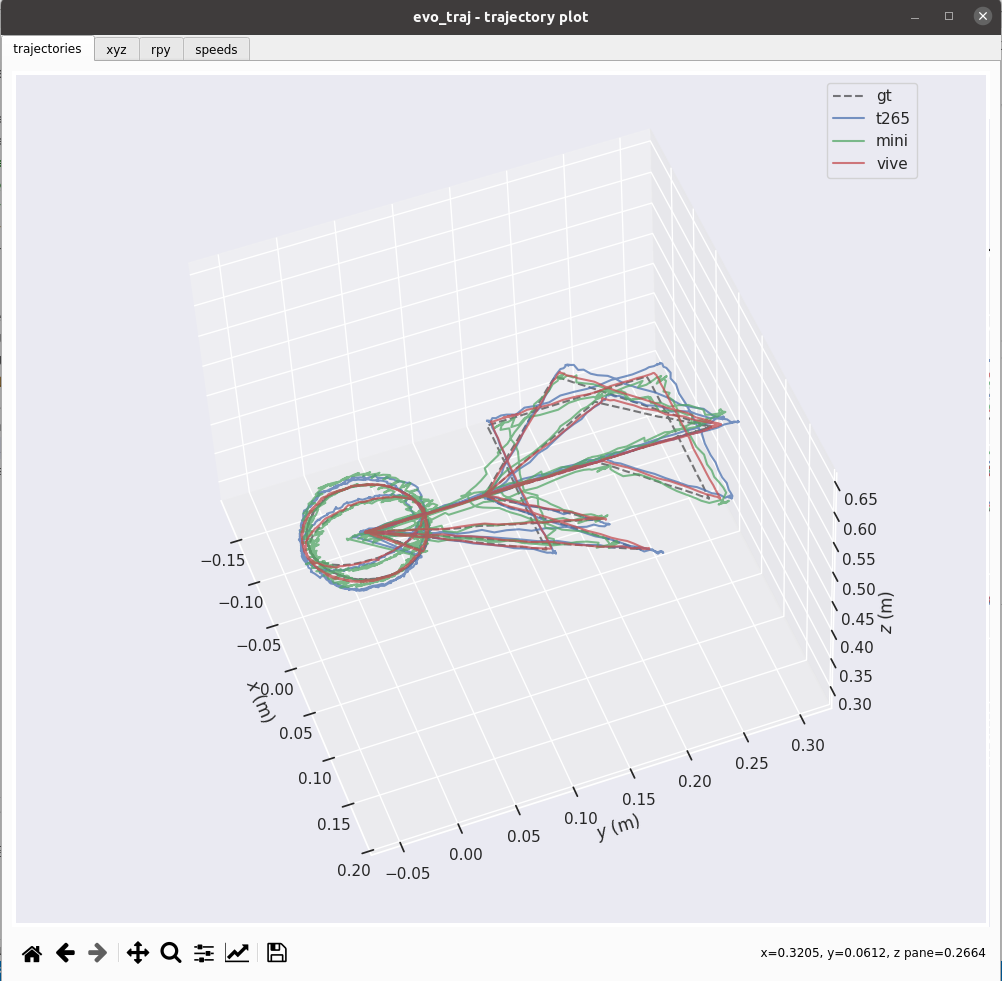 evo_traj - trajectory plot
trajectories xyz rpy speeds
gt
t265
mini
vive
0.65
0.60
0.55
0.50
0.45
0.40
0.35
0.30
z (m)
−0.15
−0.10
−0.05
0.00
0.05
0.10
0.15
0.20
x (m)
−0.05
0.00
0.05
0.10
0.15
0.20
0.25
0.30
y (m)
x=0.3205, y=0.0612, z pane=0.2664